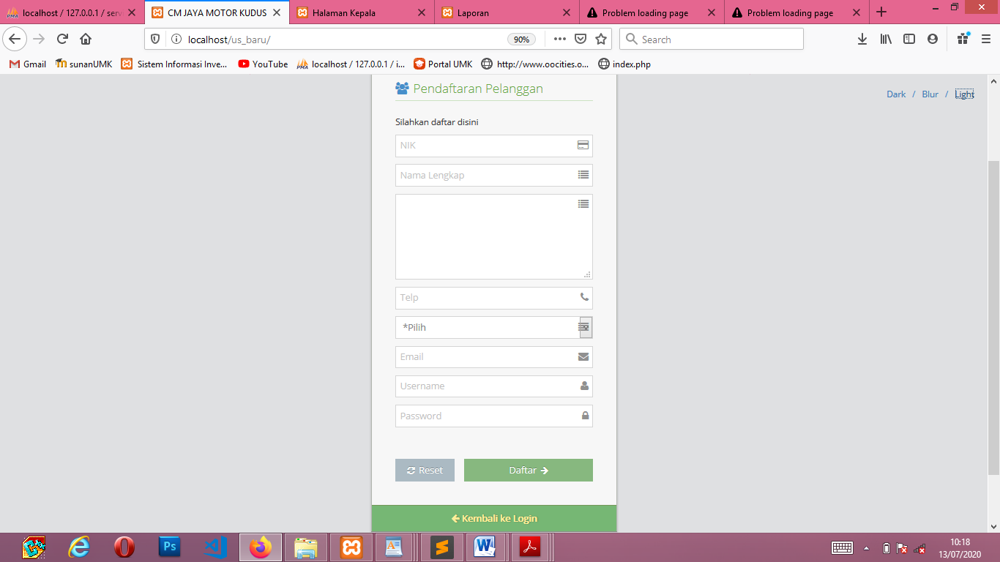 localhost / 127.0.0.1 / serv
CM JAYA MOTOR KUDUS
Halaman Kepala
Laporan
Problem loading page
Problem loading page
localhost/us_baru/
90%
Search
Gmail
sunanUMK
Sistem Informasi Inve...
YouTube
localhost / 127.0.0.1 / i...
Portal UMK
http://www.oocities.o...
index.php
Pendaftaran Pelanggan
Dark / Blur / Light
Silahkan daftar disini
NIK
Nama Lengkap
Telp
*Pilih
Email
Username
Password
Reset
Daftar
Kembali ke Login
Ps
10:18
13/07/2020